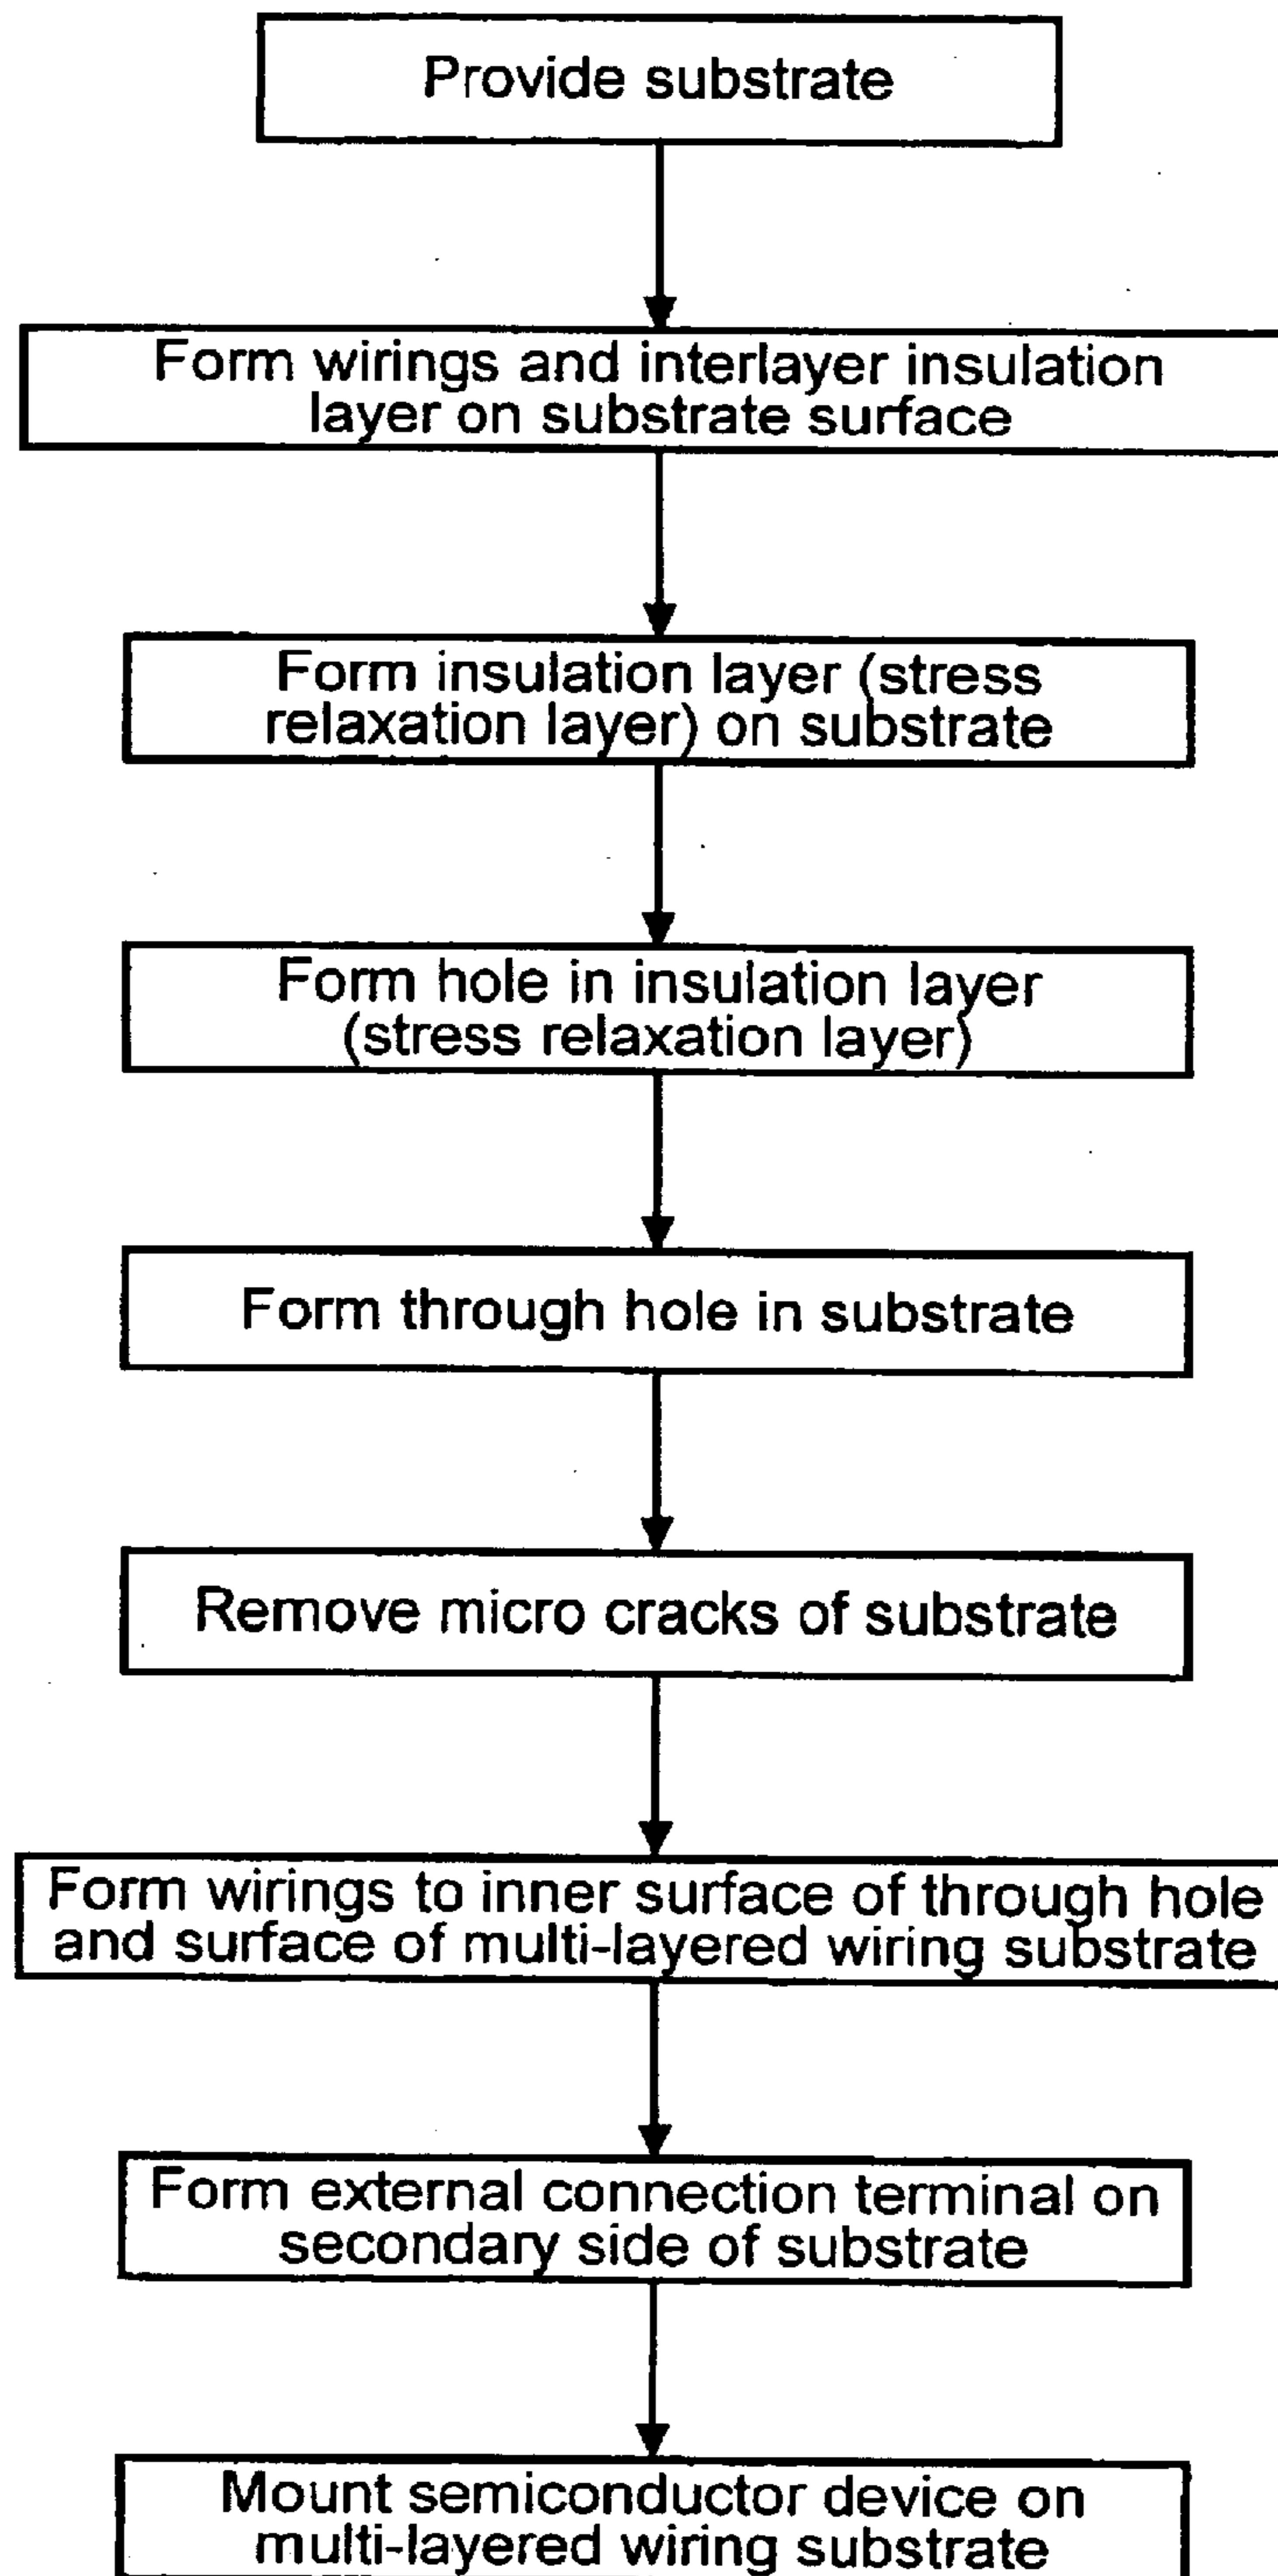 Provide substrate
Form wirings and interlayer insulation
layer on substrate surface
Form insulation layer (stress
relaxation layer) on substrate
Form hole in insulation layer
(stress relaxation layer)
Form through hole in substrate
Remove micro cracks of substrate
Form wirings to inner surface of through hole
and surface of multi-layered wiring substrate
Form external connection terminal on
secondary side of substrate
Mount semiconductor device on
multi-layered wiring substrate